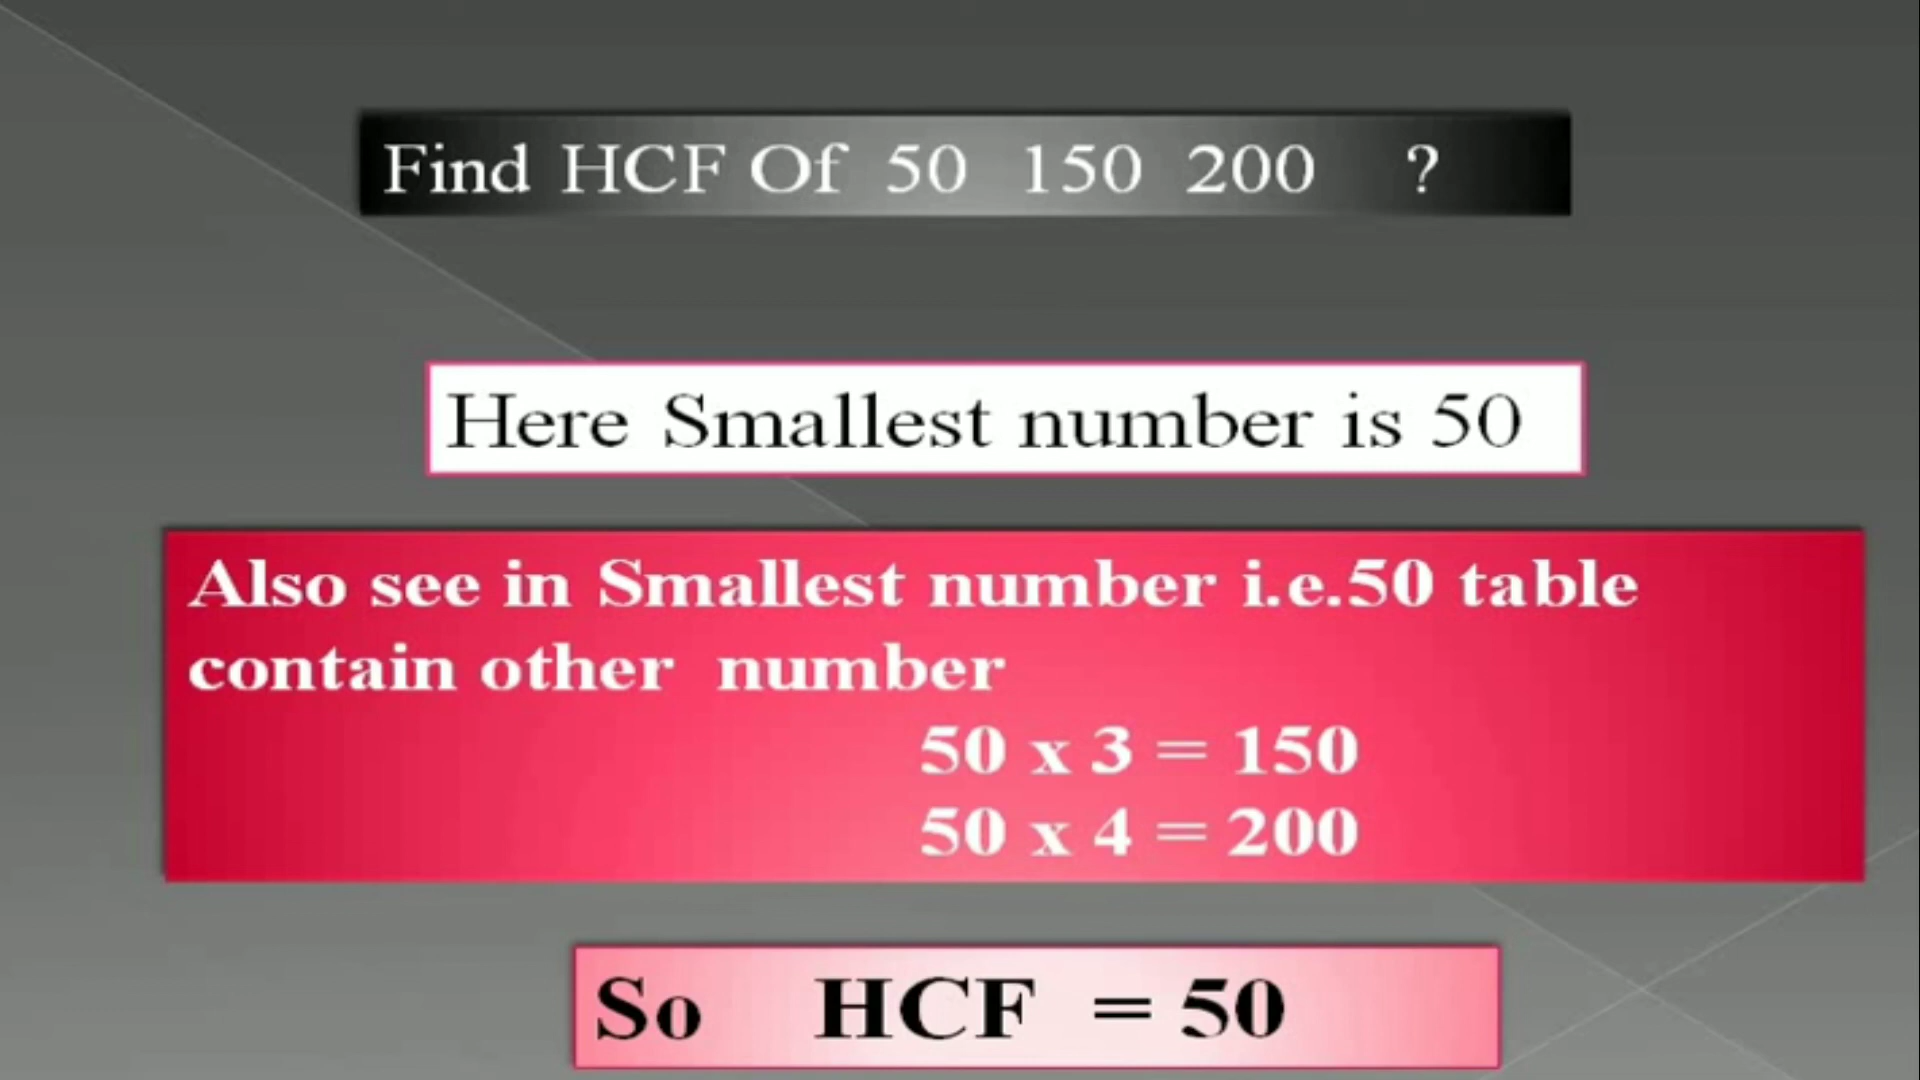 Find HCF Of 50 150 200 ?
Here Smallest number is 50
Also see in Smallest number i.e.50 table
contain other number
50 x 3 = 150
50 x 4 = 200
So HCF = 50